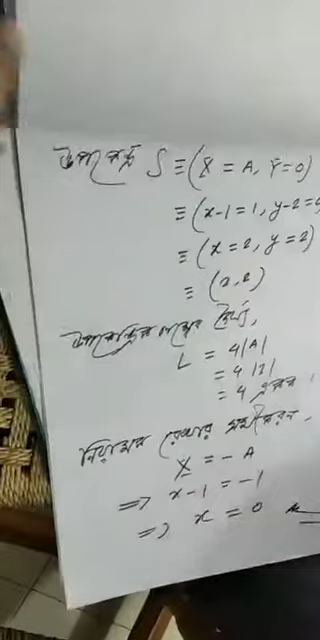 উপকেন্দ্র S ≡ (X = A, Y = 0)
≡ (x-1 = 1, y-2 = 0
≡ (x = 2, y = 2)
≡ (2, 2)
উপকেন্দ্রিক লম্বের দৈর্ঘ্য,
L = 4|A|
= 4|1|
= 4 একক।
নিয়ামক রেখার সমীকরণ,
X = - A
=> x-1 = -1
=> x = 0